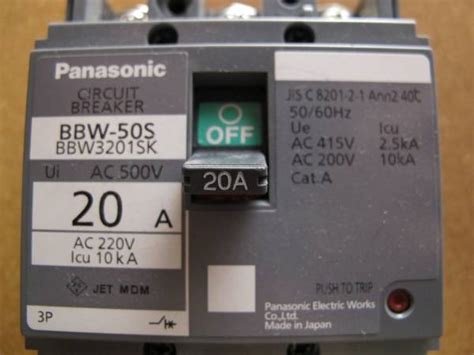 Panasonic
CIRCUIT
BREAKER
BBW-50S
BBW3201SK
Ui AC 500V
20 A
AC 220V
Icu 10kA
JET MDM
3P
OFF
20A
JIS C 8201-2-1 Ann2 40℃
50/60Hz
Ue Icu
AC 415V 2.5kA
AC 200V 10kA
Cat.A
PUSH TO TRIP
Panasonic Electric Works
Co.,Ltd.
Made in Japan